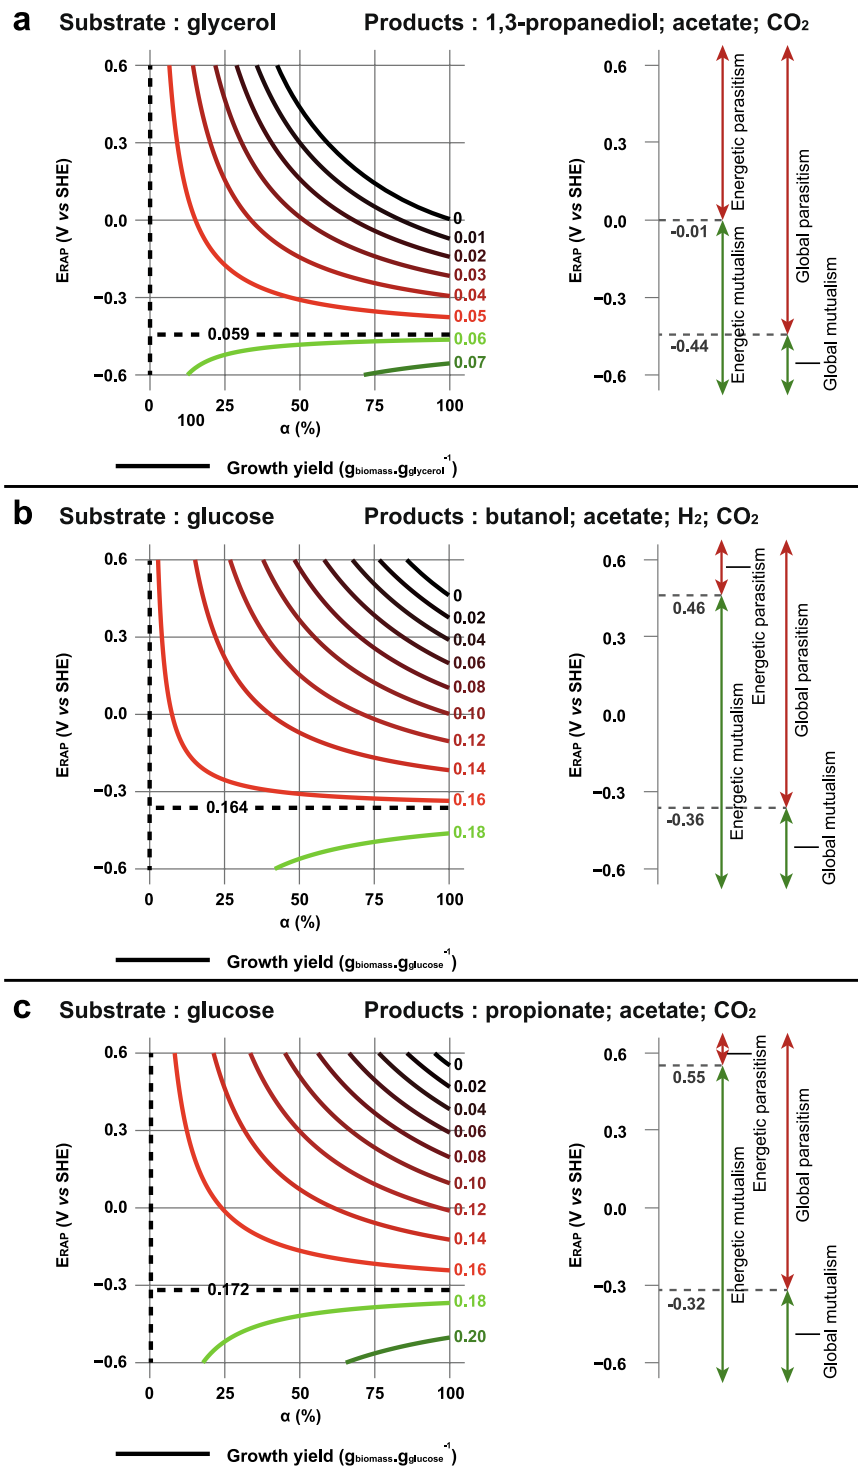 a Substrate : glycerol Products : 1,3-propanediol; acetate; CO2
ERAP (V vs SHE)
0.6
0.3
0.0
−0.3
−0.6
0
0.01
0.02
0.03
0.04
0.05
0.059
0.06
0.07
0 25 50 75 100
100
α (%)
Growth yield (gbiomass.gglycerol-1)
ERAP (V vs SHE)
0.6
0.3
0.0
−0.3
−0.6
-0.01
-0.44
Energetic parasitism
Energetic mutualism
Global parasitism
Global mutualism
b Substrate : glucose Products : butanol; acetate; H2; CO2
ERAP (V vs SHE)
0.6
0.3
0.0
−0.3
−0.6
0
0.02
0.04
0.06
0.08
0.10
0.12
0.14
0.16
0.164
0.18
0 25 50 75 100
α (%)
Growth yield (gbiomass.gglucose-1)
ERAP (V vs SHE)
0.6
0.3
0.0
−0.3
−0.6
0.46
-0.36
Energetic mutualism
Energetic parasitism
Global parasitism
Global mutualism
c Substrate : glucose Products : propionate; acetate; CO2
ERAP (V vs SHE)
0.6
0.3
0.0
−0.3
−0.6
0
0.02
0.04
0.06
0.08
0.10
0.12
0.14
0.16
0.172
0.18
0.20
0 25 50 75 100
α (%)
Growth yield (gbiomass.gglucose-1)
ERAP (V vs SHE)
0.6
0.3
0.0
−0.3
−0.6
0.55
-0.32
Energetic mutualism
Energetic parasitism
Global parasitism
Global mutualism